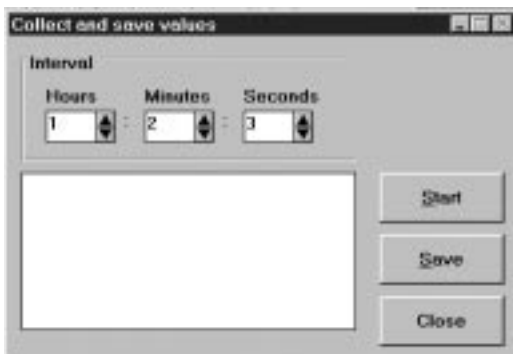 Collect and save values
Interval
Hours Minutes Seconds
1 : 2 : 3
Start
Save
Close